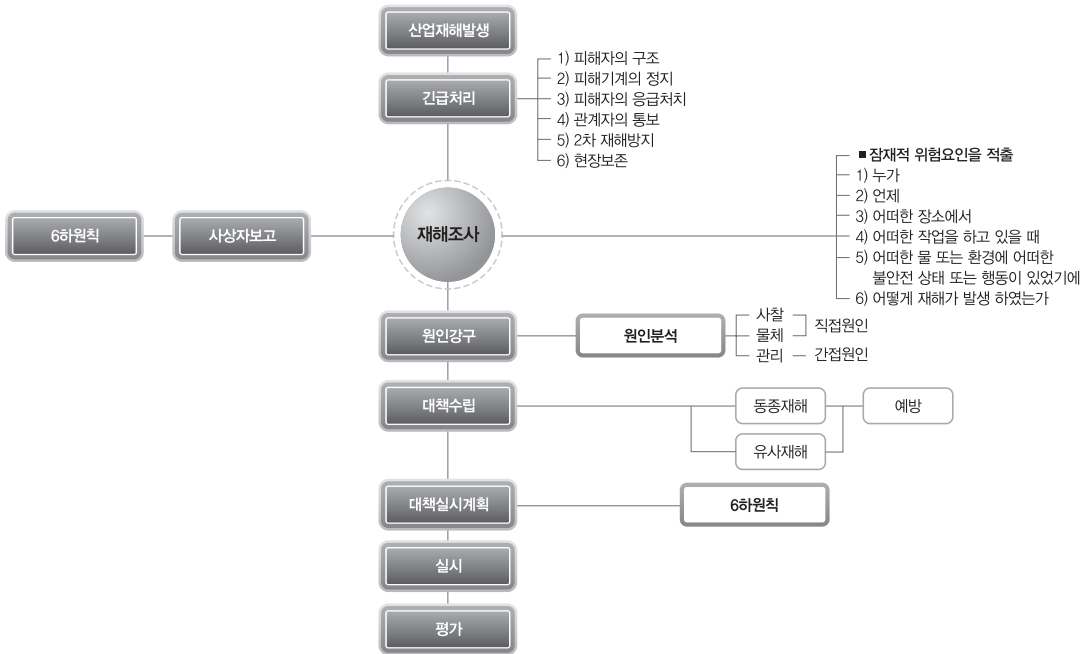 산업재해발생
긴급처리
1) 피해자의 구조
2) 피해기계의 정지
3) 피해자의 응급처치
4) 관계자의 통보
5) 2차 재해방지
6) 현장보존
6하원칙
사상자보고
재해조사
■ 잠재적 위험요인을 적출
1) 누가
2) 언제
3) 어떠한 장소에서
4) 어떠한 작업을 하고 있을 때
5) 어떠한 물 또는 환경에 어떠한
불안전 상태 또는 행동이 있었기에
6) 어떻게 재해가 발생 하였는가
원인강구
원인분석
사찰
물체
관리
직접원인
간접원인
대책수립
동종재해
예방
유사재해
대책실시계획
6하원칙
실시
평가